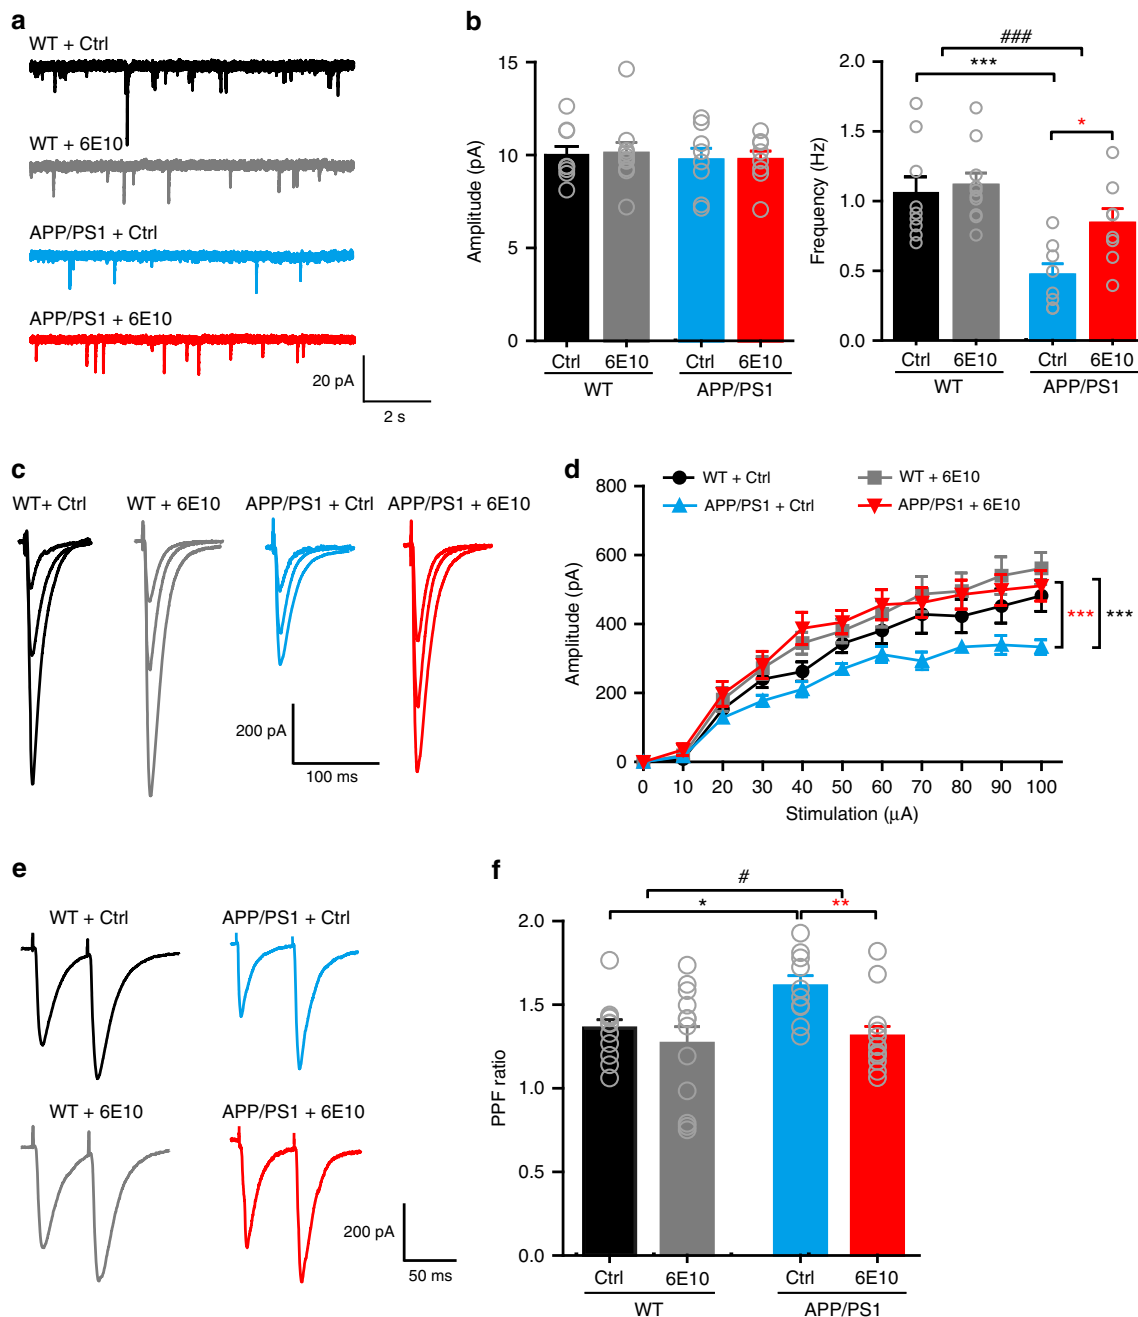 a
WT + Ctrl
WT + 6E10
APP/PS1 + Ctrl
APP/PS1 + 6E10
20 pA
2 s
b
15
10
5
0
Amplitude (pA)
Ctrl 6E10 Ctrl 6E10
WT APP/PS1
###
***
*
2.0
1.5
1.0
0.5
0.0
Frequency (Hz)
Ctrl 6E10 Ctrl 6E10
WT APP/PS1
c
WT+ Ctrl
WT + 6E10
APP/PS1 + Ctrl
APP/PS1 + 6E10
200 pA
100 ms
d
WT + Ctrl
WT + 6E10
APP/PS1 + Ctrl
APP/PS1 + 6E10
800
600
400
200
0
Amplitude (pA)
*** ***
0 10 20 30 40 50 60 70 80 90 100
Stimulation (µA)
e
WT + Ctrl
APP/PS1 + Ctrl
WT + 6E10
APP/PS1 + 6E10
200 pA
50 ms
f
#
*
**
2.0
1.5
1.0
0.5
0.0
PPF ratio
Ctrl 6E10 Ctrl 6E10
WT APP/PS1